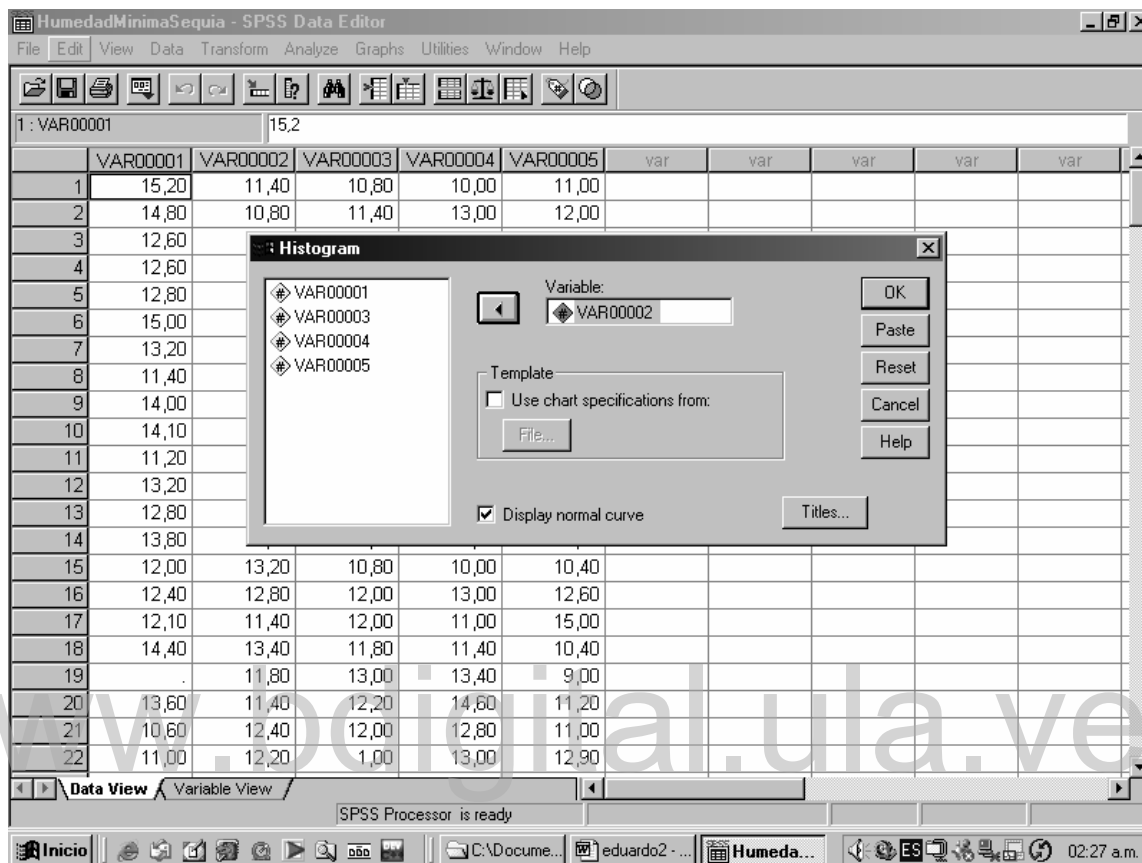 HumedadMinimaSequia - SPSS Data Editor
File Edit View Data Transform Analyze Graphs Utilities Window Help
1 : VAR00001 15,2
VAR00001 VAR00002 VAR00003 VAR00004 VAR00005 var var var var var
1 15,20 11,40 10,80 10,00 11,00
2 14,80 10,80 11,40 13,00 12,00
3 12,60
4 12,60
5 12,80
6 15,00
7 13,20
8 11,40
9 14,00
10 14,10
11 11,20
12 13,20
13 12,80
14 13,80
Histogram
VAR00001
VAR00003
VAR00004
VAR00005
Variable:
VAR00002
Template
Use chart specifications from:
File...
Display normal curve
Titles...
OK
Paste
Reset
Cancel
Help
15 12,00 13,20 10,80 10,00 10,40
16 12,40 12,80 12,00 13,00 12,60
17 12,10 11,40 12,00 11,00 15,00
18 14,40 13,40 11,80 11,40 10,40
19 . 11,80 13,00 13,40 9,00
20 13,60 11,40 12,20 14,60 11,20
21 10,60 12,40 12,00 12,80 11,00
22 11,00 12,20 1,00 13,00 12,90
www.bdigital.ula.ve
Data View Variable View
SPSS Processor is ready
Inicio C:\Docume... eduardo2 - ... Humeda... ES 02:27 a.m.